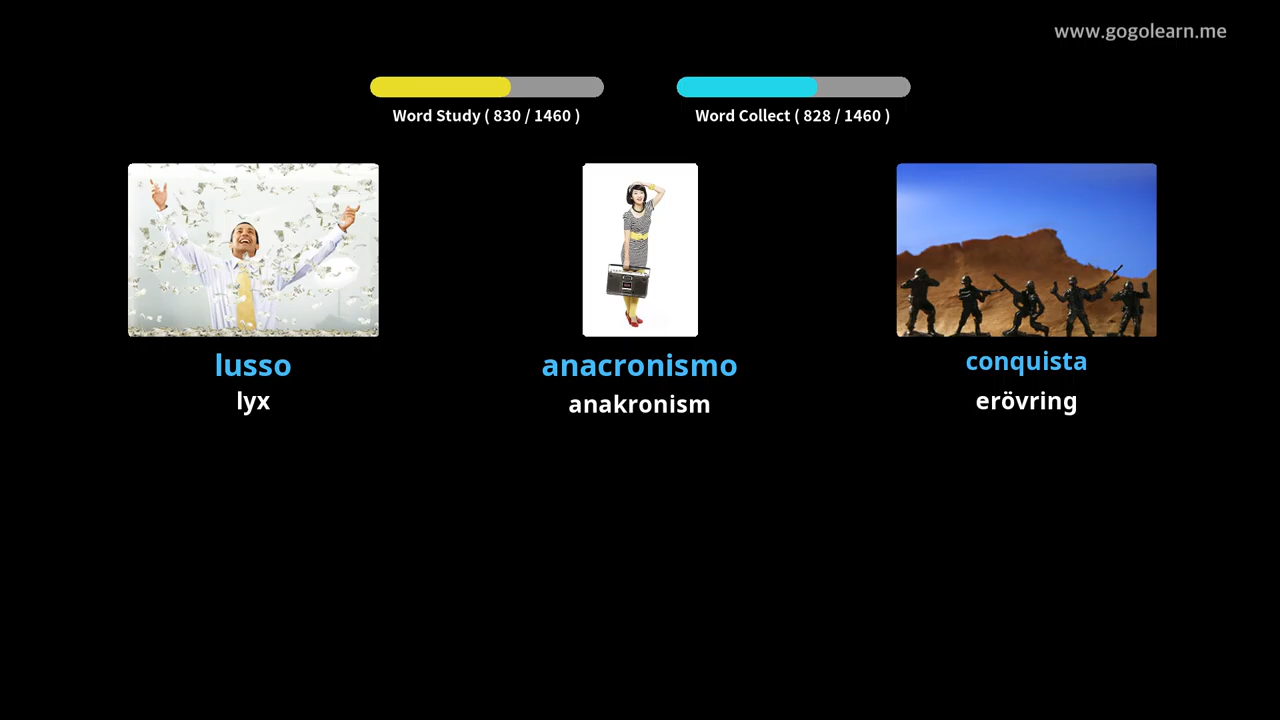 www.gogolearn.me
Word Study ( 830 / 1460 )
Word Collect ( 828 / 1460 )
lusso
lyx
anacronismo
anakronism
conquista
erövring